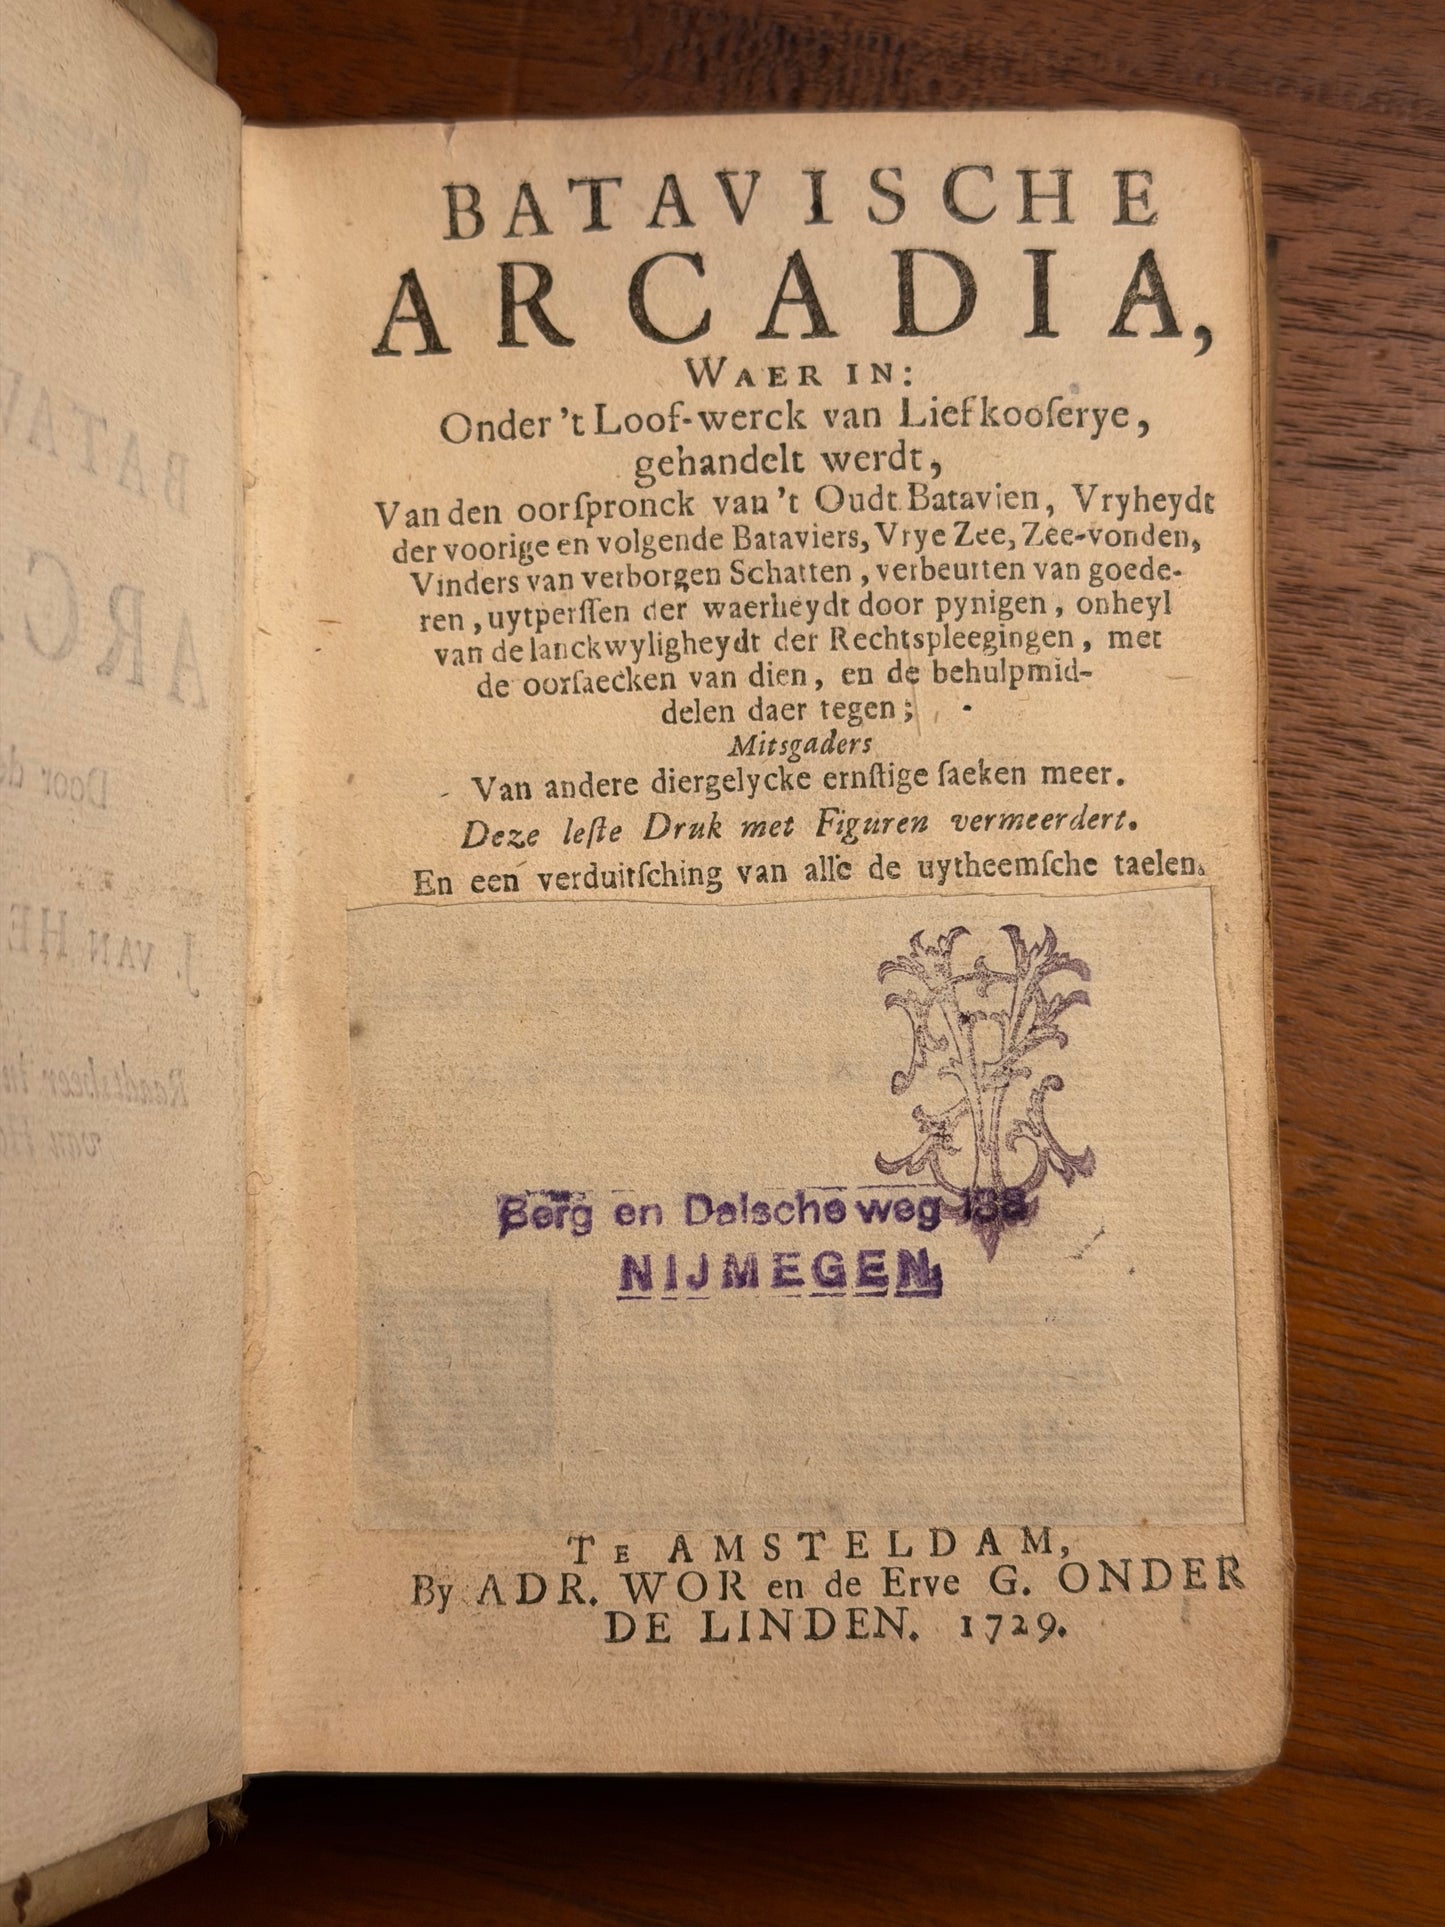 BATAVISCHE
ARCADIA,
WAER IN:
Onder 't Loof-werck van Liefkooſerye,
gehandelt werdt,
Van den oorſpronck van 't Oudt Batavien, Vryheydt
der voorige en volgende Bataviers, Vrye Zee, Zee-vonden,
Vinders van verborgen Schatten, verbeurten van goede-
ren, uytperſſen der waerheydt door pynigen, onheyl
van de lanckwyligheydt der Rechtspleegingen, met
de oorſaecken van dien, en de behulpmid-
delen daer tegen;
Mitsgaders
Van andere diergelycke ernſtige ſaeken meer.
Deze leſte Druk met Figuren vermeerdert.
En een verduitſching van alle de uytheemſche taelen.
Berg en Dalsche weg 188
NIJMEGEN
TE AMSTELDAM,
By ADR. WOR en de Erve G. ONDER
DE LINDEN. 1729.